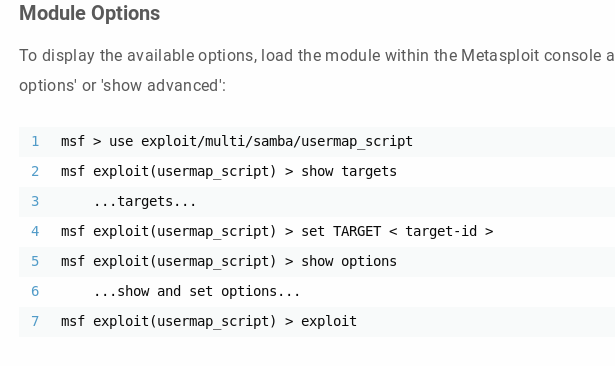 Module Options
To display the available options, load the module within the Metasploit console a
options' or 'show advanced':
1 msf > use exploit/multi/samba/usermap_script
2 msf exploit(usermap_script) > show targets
3 ...targets...
4 msf exploit(usermap_script) > set TARGET < target-id >
5 msf exploit(usermap_script) > show options
6 ...show and set options...
7 msf exploit(usermap_script) > exploit